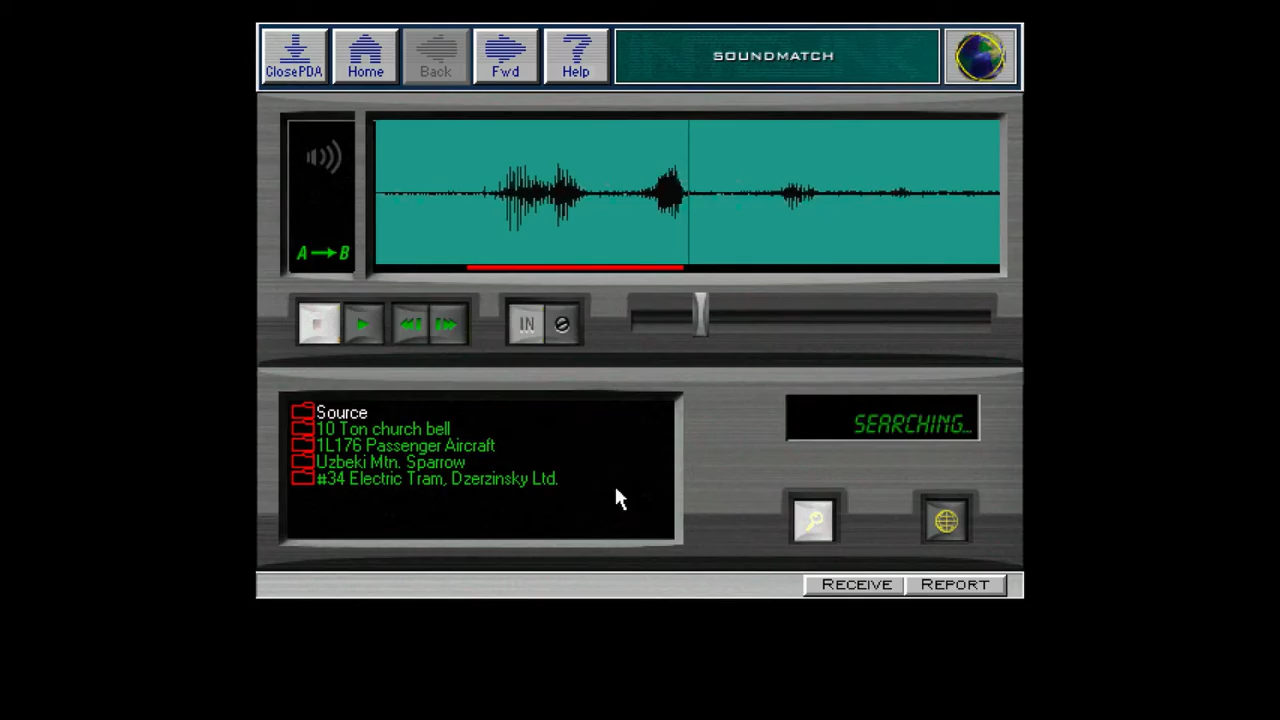 ClosePDA
Home
Back
Fwd
Help
SOUNDMATCH
A B
IN
Source
10 Ton church bell
1L176 Passenger Aircraft
Uzbeki Mtn. Sparrow
#34 Electric Tram, Dzerzinsky Ltd.
SEARCHING...
RECEIVE
REPORT